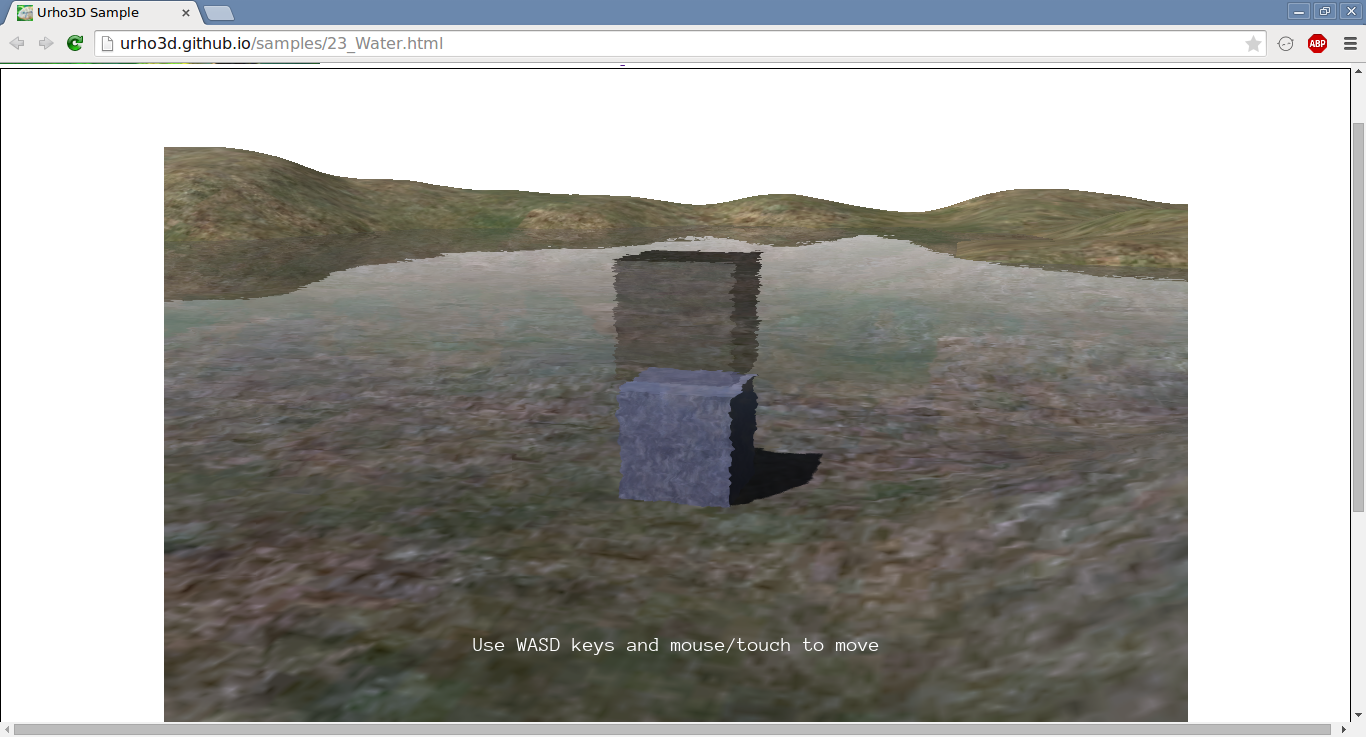 Urho3D Sample
urho3d.github.io/samples/23_Water.html
ABP
Use WASD keys and mouse/touch to move